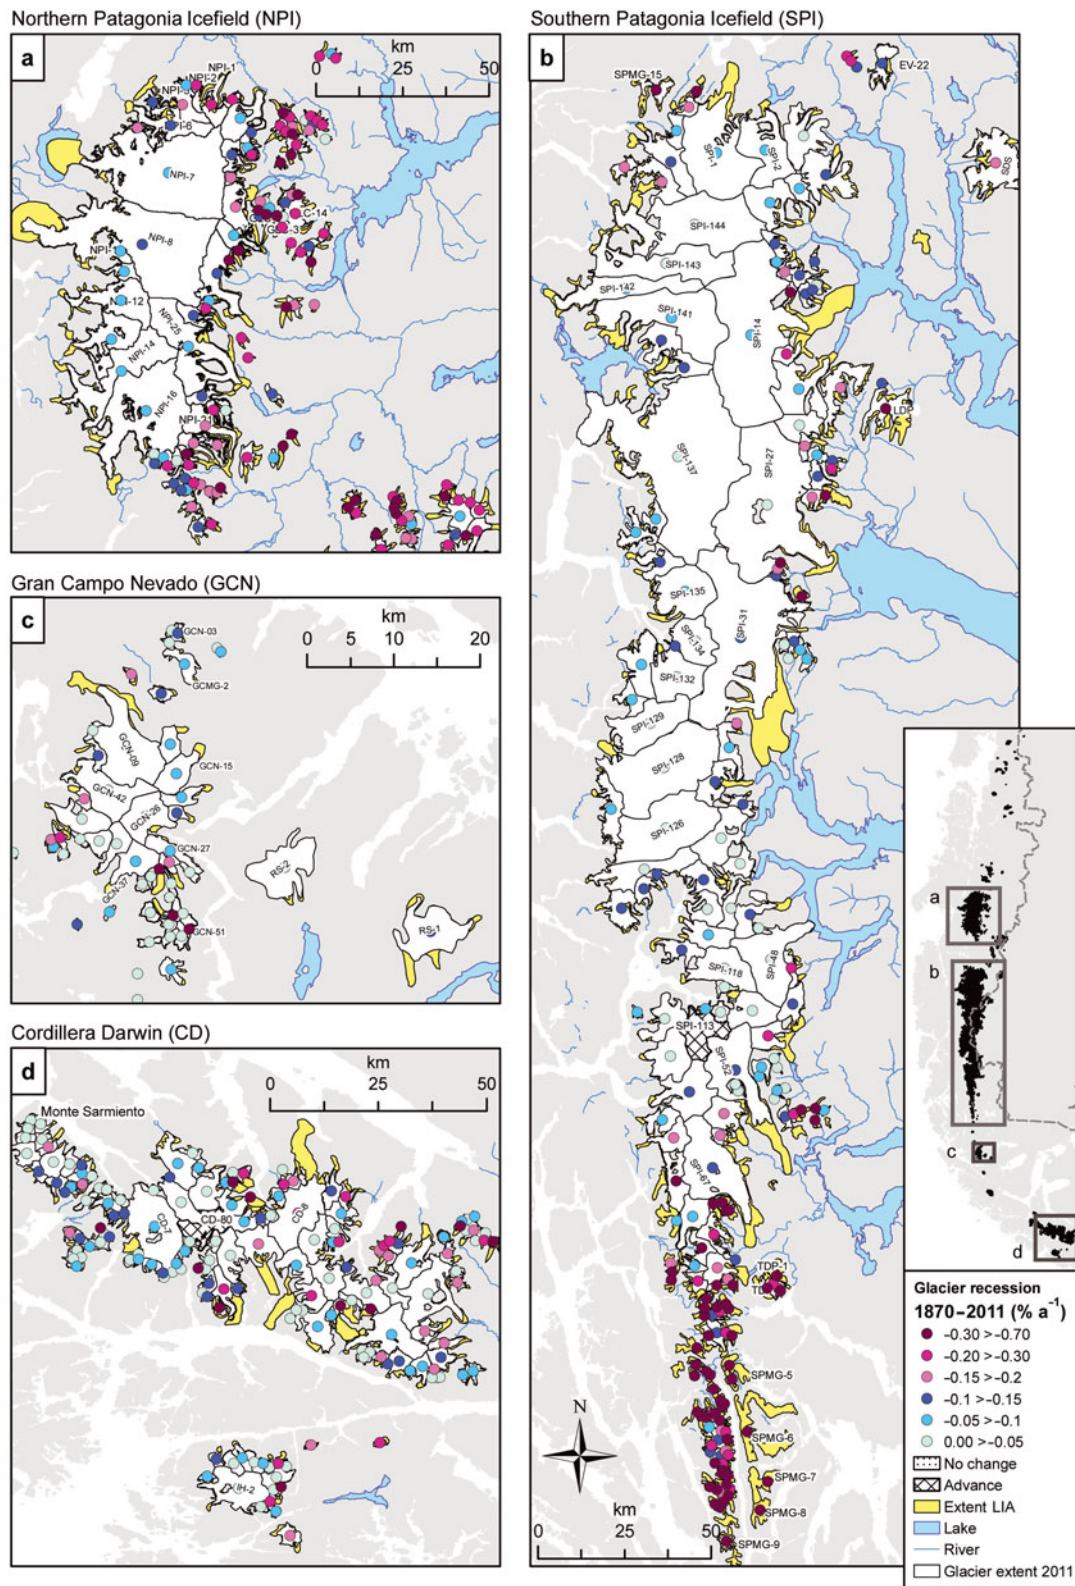 Northern Patagonia Icefield (NPI)
a
km
0 25 50
NPI-1
NPI-2
NPI-7
NPI-8
NPI-25
NPI-14
NPI-16
NPI-21
C-14
Gran Campo Nevado (GCN)
c
km
0 10 20
GCN-03
GCMG-2
GCN-09
GCN-15
GCN-42
GCN-26
GCN-27
GCN-37
GCN-51
RS-2
RS-1
Cordillera Darwin (CD)
d
km
0 25 50
Monte Sarmiento
CD-7
CD-80
CD-8
IH-2
Southern Patagonia Icefield (SPI)
b
SPMG-15
EV-22
SPI-2
SDS
SPI-144
SPI-143
SPI-142
SPI-141
SPI-14
LDP
SPI-137
SPI-27
SPI-135
SPI-134
SPI-31
SPI-132
SPI-129
SPI-128
SPI-126
SPI-118
SPI-48
SPI-113
SPI-52
SPI-67
TDP-1
SPMG-5
SPMG-6
SPMG-7
SPMG-8
SPMG-9
N
km
0 25 50
a
b
c
d
Glacier recession
1870–2011 (% a⁻¹)
-0.30 >-0.70
-0.20 >-0.30
-0.15 >-0.2
-0.1 >-0.15
-0.05 >-0.1
0.00 >-0.05
No change
Advance
Extent LIA
Lake
River
Glacier extent 2011